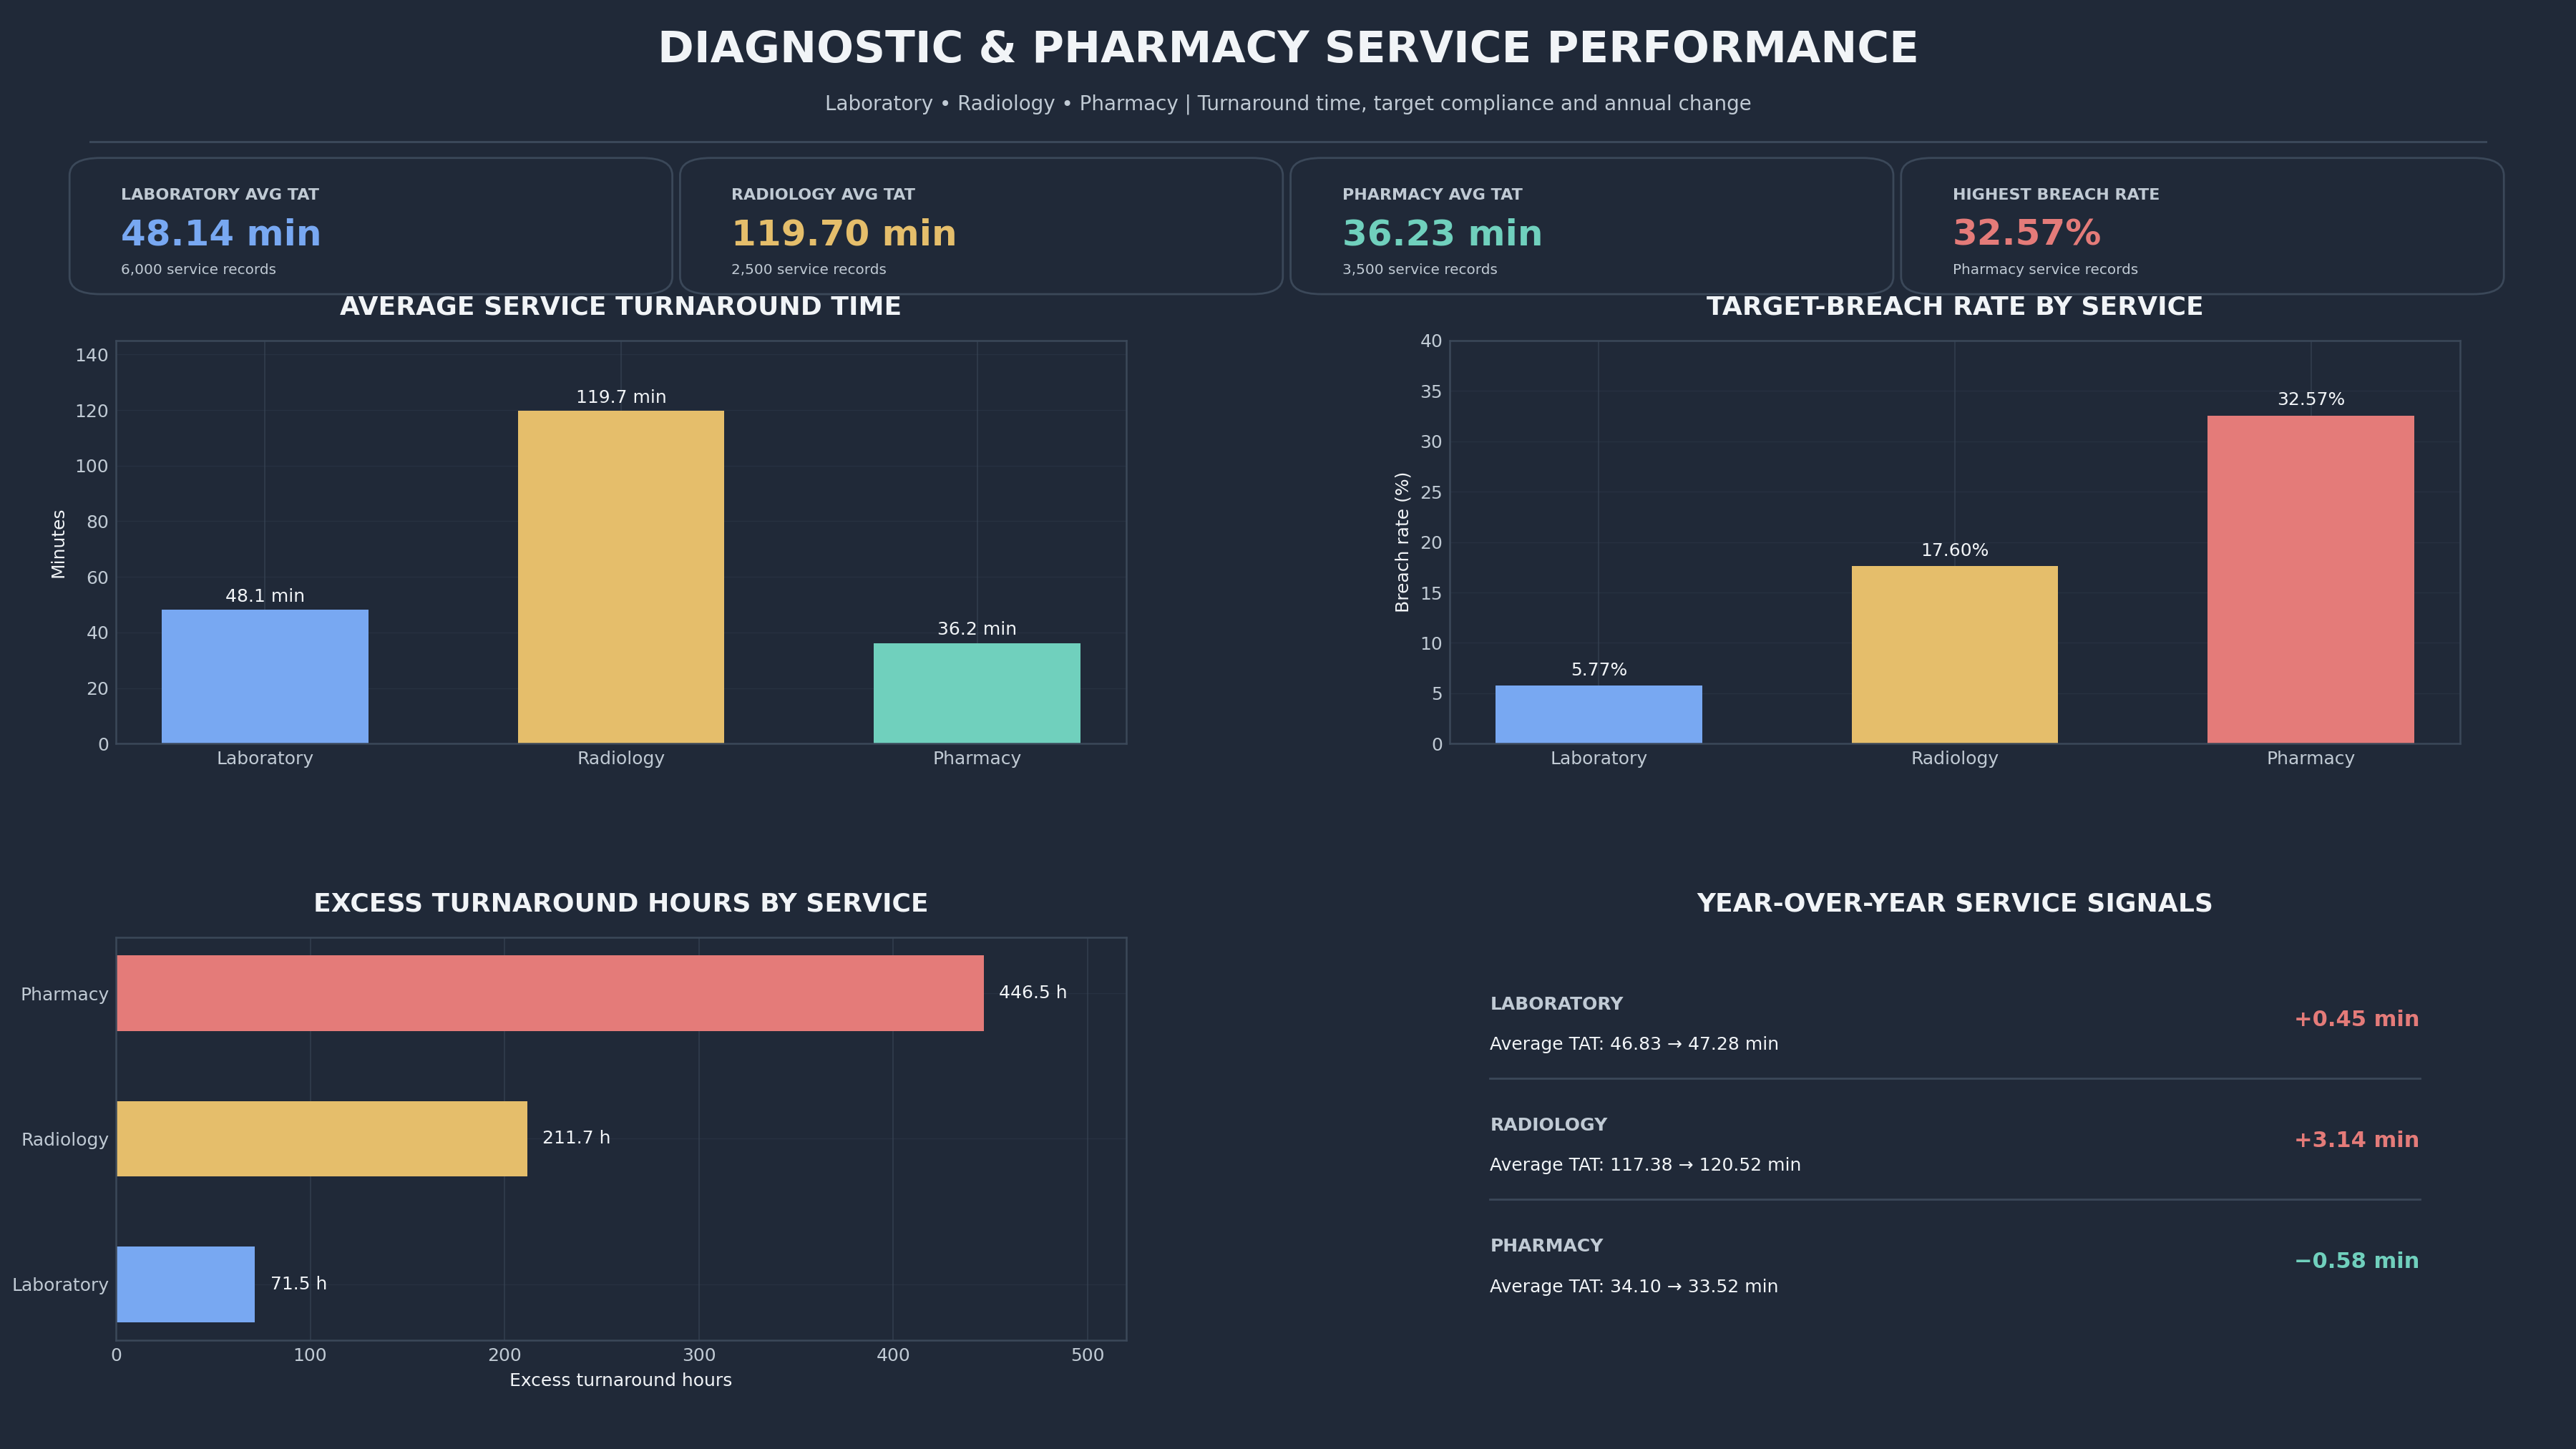 DIAGNOSTIC & PHARMACY SERVICE PERFORMANCE
Laboratory • Radiology • Pharmacy | Turnaround time, target compliance and annual change
LABORATORY AVG TAT
48.14 min
6,000 service records
RADIOLOGY AVG TAT
119.70 min
2,500 service records
PHARMACY AVG TAT
36.23 min
3,500 service records
HIGHEST BREACH RATE
32.57%
Pharmacy service records
AVERAGE SERVICE TURNAROUND TIME
Minutes
140
120
100
80
60
40
20
0
48.1 min
119.7 min
36.2 min
Laboratory
Radiology
Pharmacy
TARGET-BREACH RATE BY SERVICE
Breach rate (%)
40
35
30
25
20
15
10
5
0
5.77%
17.60%
32.57%
Laboratory
Radiology
Pharmacy
EXCESS TURNAROUND HOURS BY SERVICE
Pharmacy
446.5 h
Radiology
211.7 h
Laboratory
71.5 h
0
100
200
300
400
500
Excess turnaround hours
YEAR-OVER-YEAR SERVICE SIGNALS
LABORATORY
+0.45 min
Average TAT: 46.83 → 47.28 min
RADIOLOGY
+3.14 min
Average TAT: 117.38 → 120.52 min
PHARMACY
−0.58 min
Average TAT: 34.10 → 33.52 min